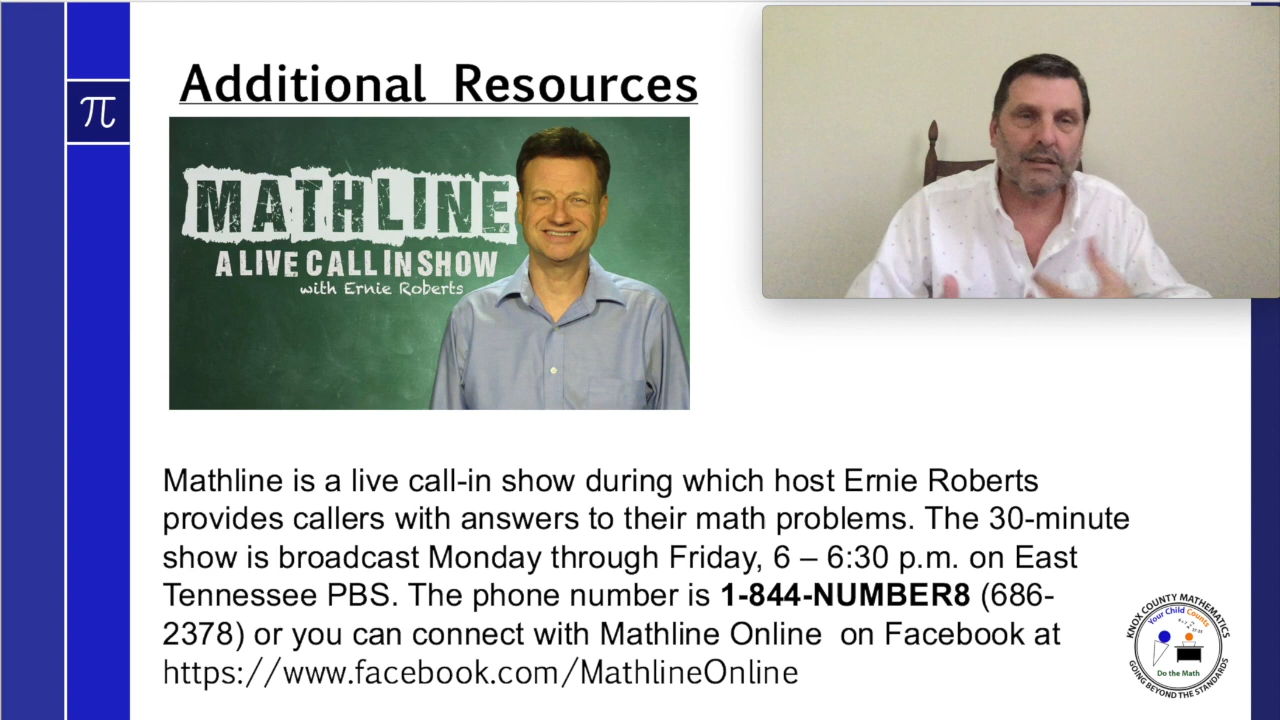 π
Additional Resources
MATHLINE
A LIVE CALL IN SHOW
with Ernie Roberts
Mathline is a live call-in show during which host Ernie Roberts
provides callers with answers to their math problems. The 30-minute
show is broadcast Monday through Friday, 6 – 6:30 p.m. on East
Tennessee PBS. The phone number is 1-844-NUMBER8 (686-
2378) or you can connect with Mathline Online on Facebook at
https://www.facebook.com/MathlineOnline
KNOX COUNTY MATHEMATICS
Your Child Counts
Do the Math
GOING BEYOND THE STANDARDS